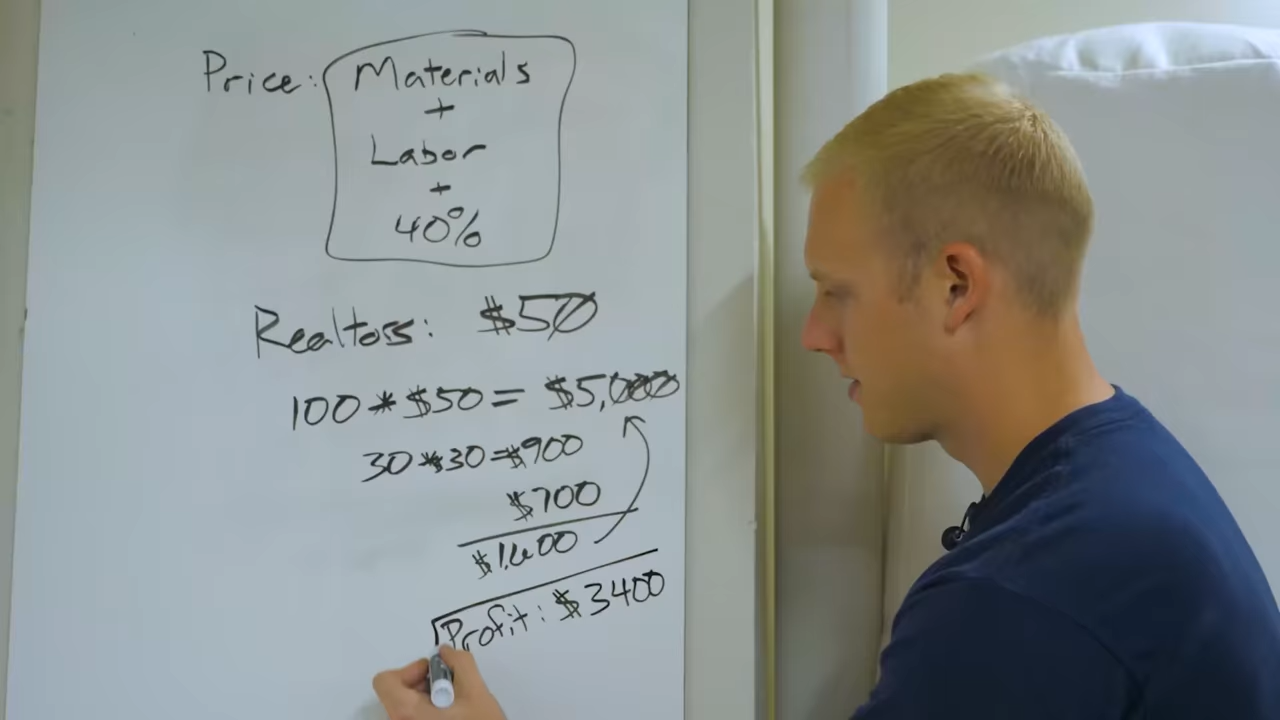 Price: Materials
+
Labor
+
40%
Realtors: $50
100 * $50 = $5,000
30 * 30 = $900
$700
$1,600
Profit: $3400